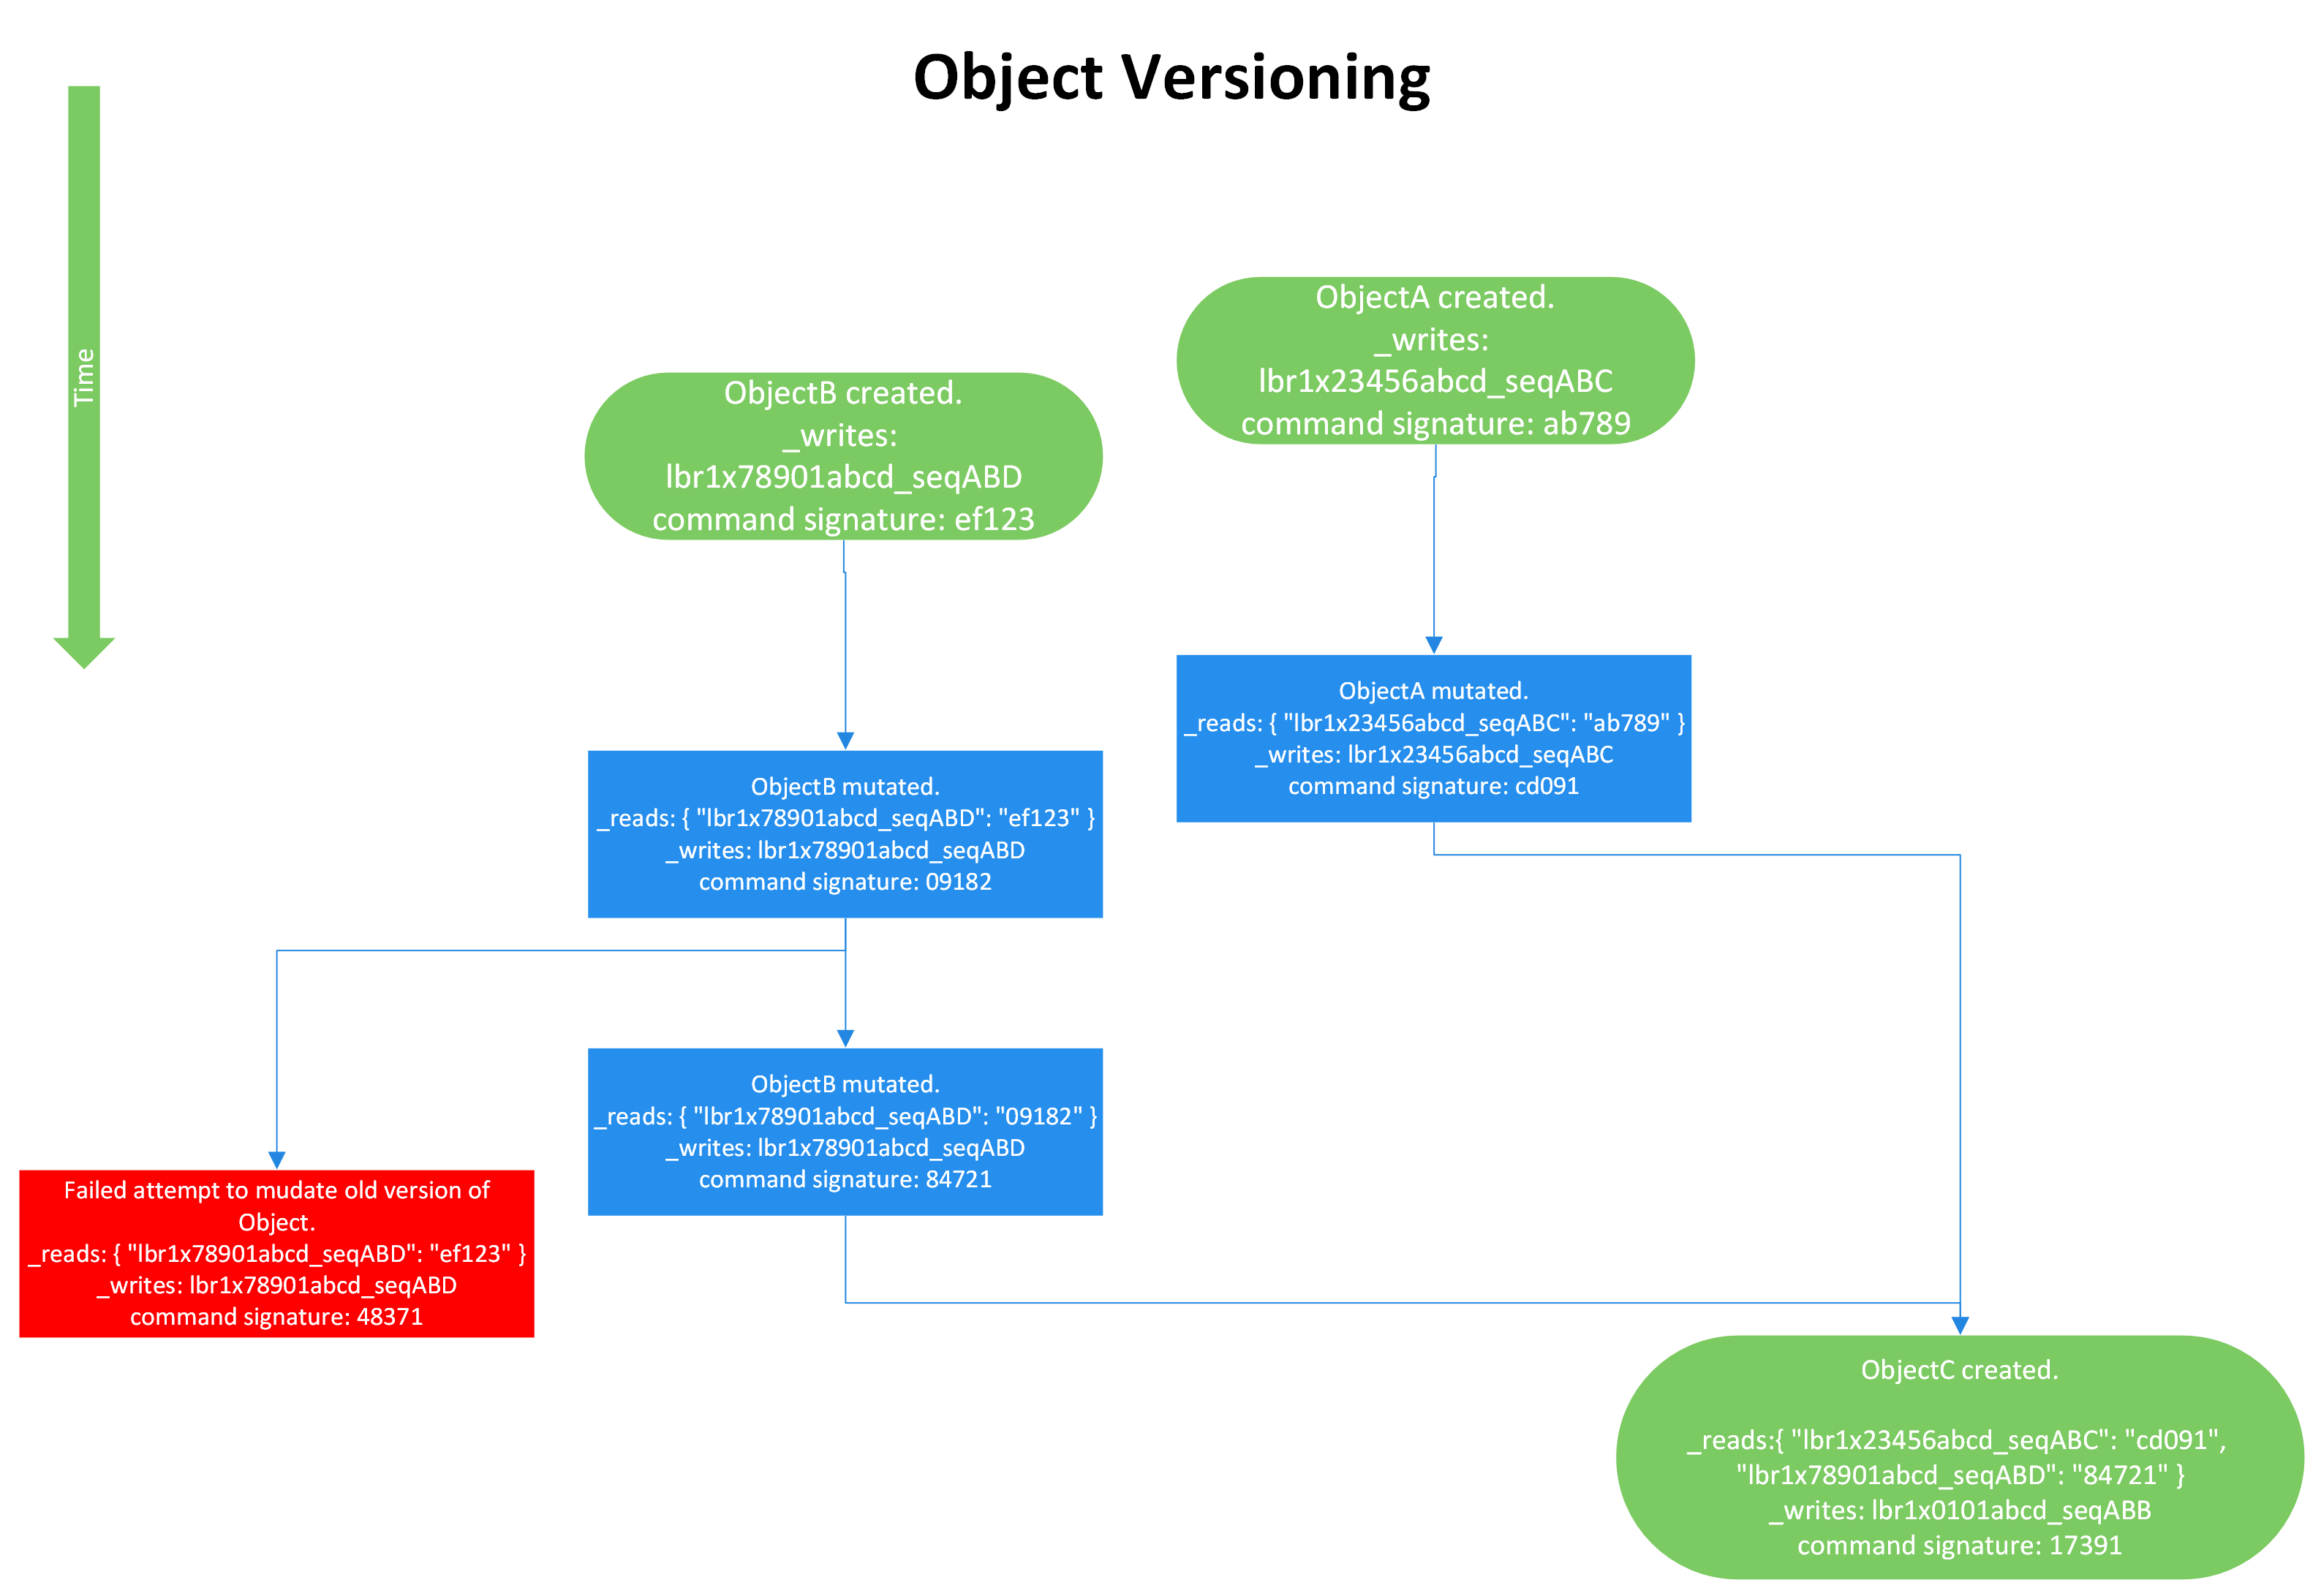 Object Versioning
Time
ObjectA created.
_writes:
lbr1x23456abcd_seqABC
command signature: ab789
ObjectB created.
_writes:
lbr1x78901abcd_seqABD
command signature: ef123
ObjectA mutated.
_reads: { "lbr1x23456abcd_seqABC": "ab789" }
_writes: lbr1x23456abcd_seqABC
command signature: cd091
ObjectB mutated.
_reads: { "lbr1x78901abcd_seqABD": "ef123" }
_writes: lbr1x78901abcd_seqABD
command signature: 09182
ObjectB mutated.
_reads: { "lbr1x78901abcd_seqABD": "09182" }
_writes: lbr1x78901abcd_seqABD
command signature: 84721
Failed attempt to mudate old version of
Object.
_reads: { "lbr1x78901abcd_seqABD": "ef123" }
_writes: lbr1x78901abcd_seqABD
command signature: 48371
ObjectC created.
_reads:{ "lbr1x23456abcd_seqABC": "cd091",
"lbr1x78901abcd_seqABD": "84721" }
_writes: lbr1x0101abcd_seqABB
command signature: 17391